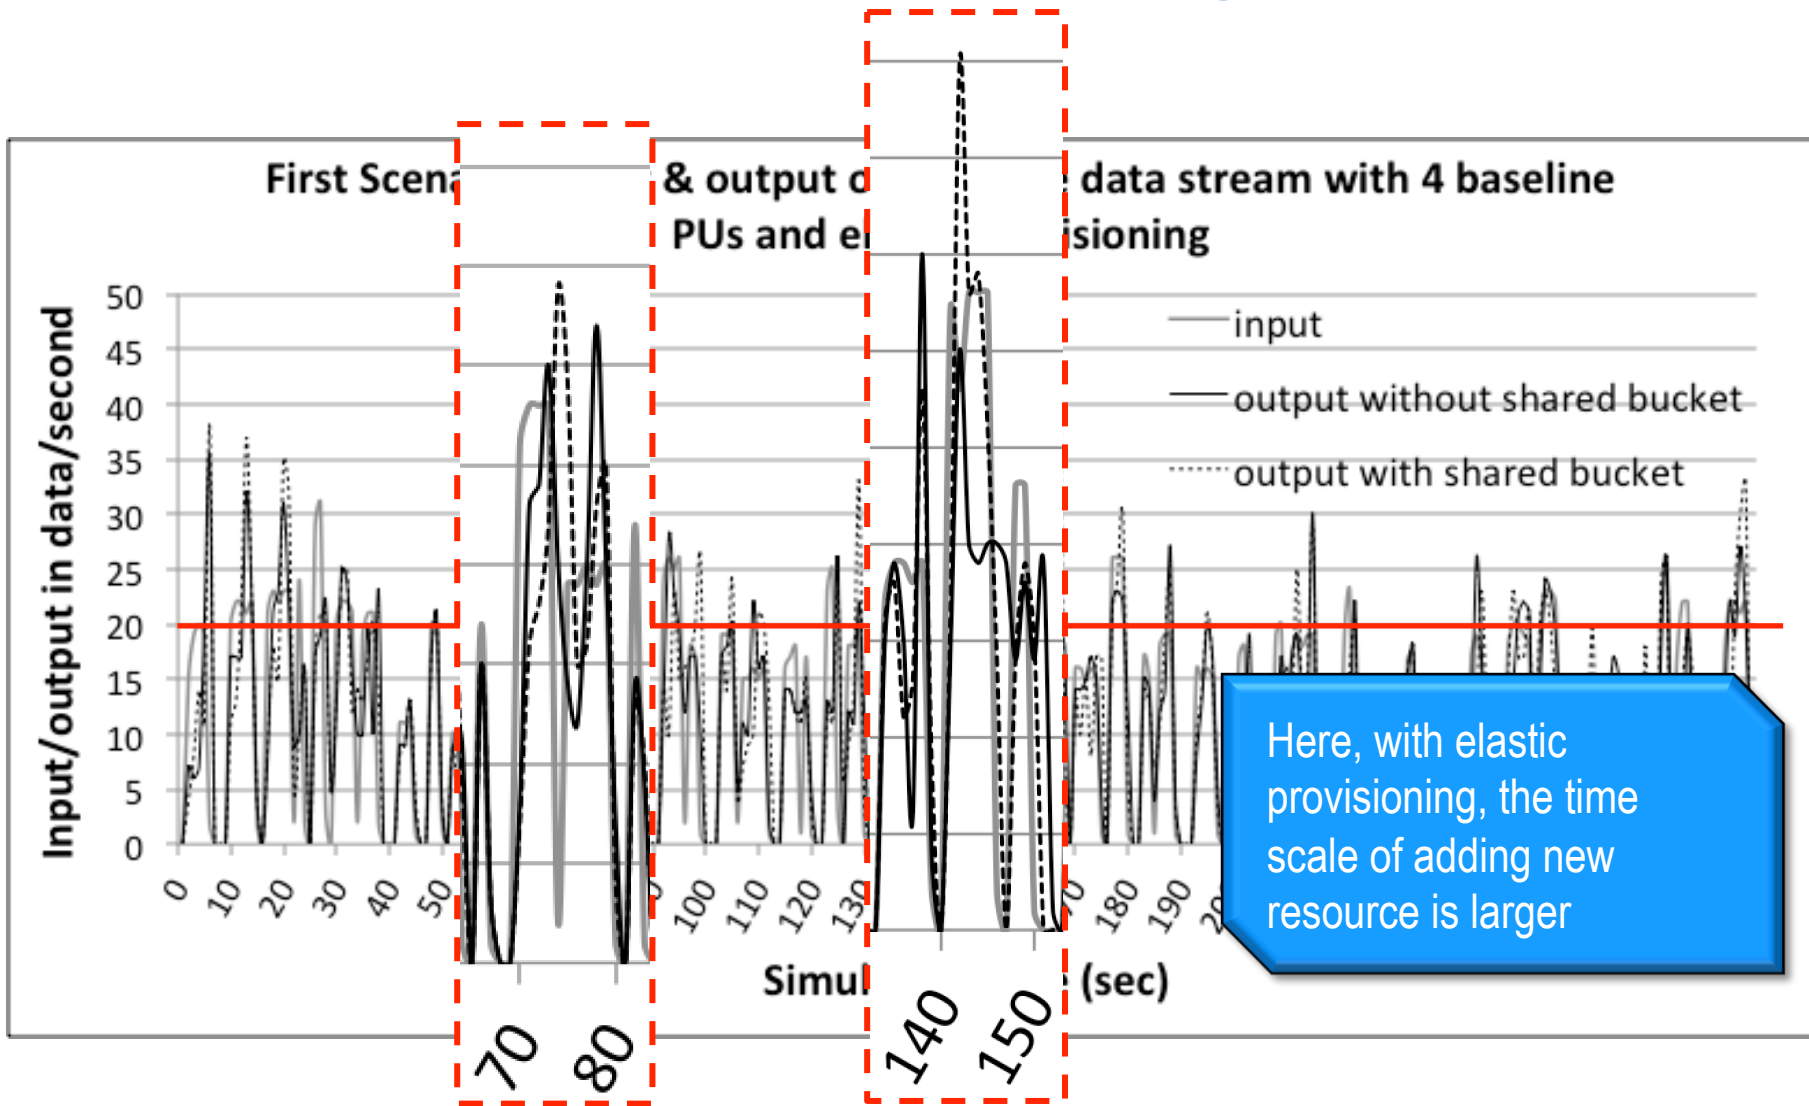 First Scen & output o data stream with 4 baseline
PUs and el isioning
50
45
40
35
30
25
20
15
10
5
0
Input/output in data/second
input
output without shared bucket
output with shared bucket
0
10
20
30
40
50
70
80
100
110
120
130
140
150
180
190
Simul (sec)
Here, with elastic
provisioning, the time
scale of adding new
resource is larger